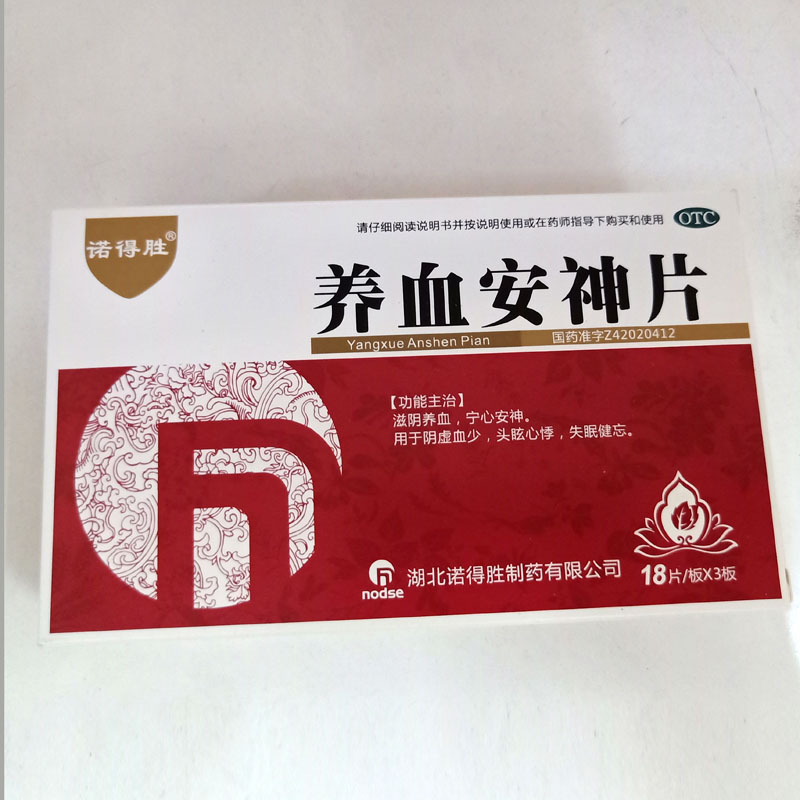 请仔细阅读说明书并按说明使用或在药师指导下购买和使用
OTC
诺得胜®
养血安神片
Yangxue Anshen Pian
国药准字Z42020412
【功能主治】
滋阴养血，宁心安神。
用于阴虚血少，头眩心悸，失眠健忘。
nodse
湖北诺得胜制药有限公司
18片/板X3板